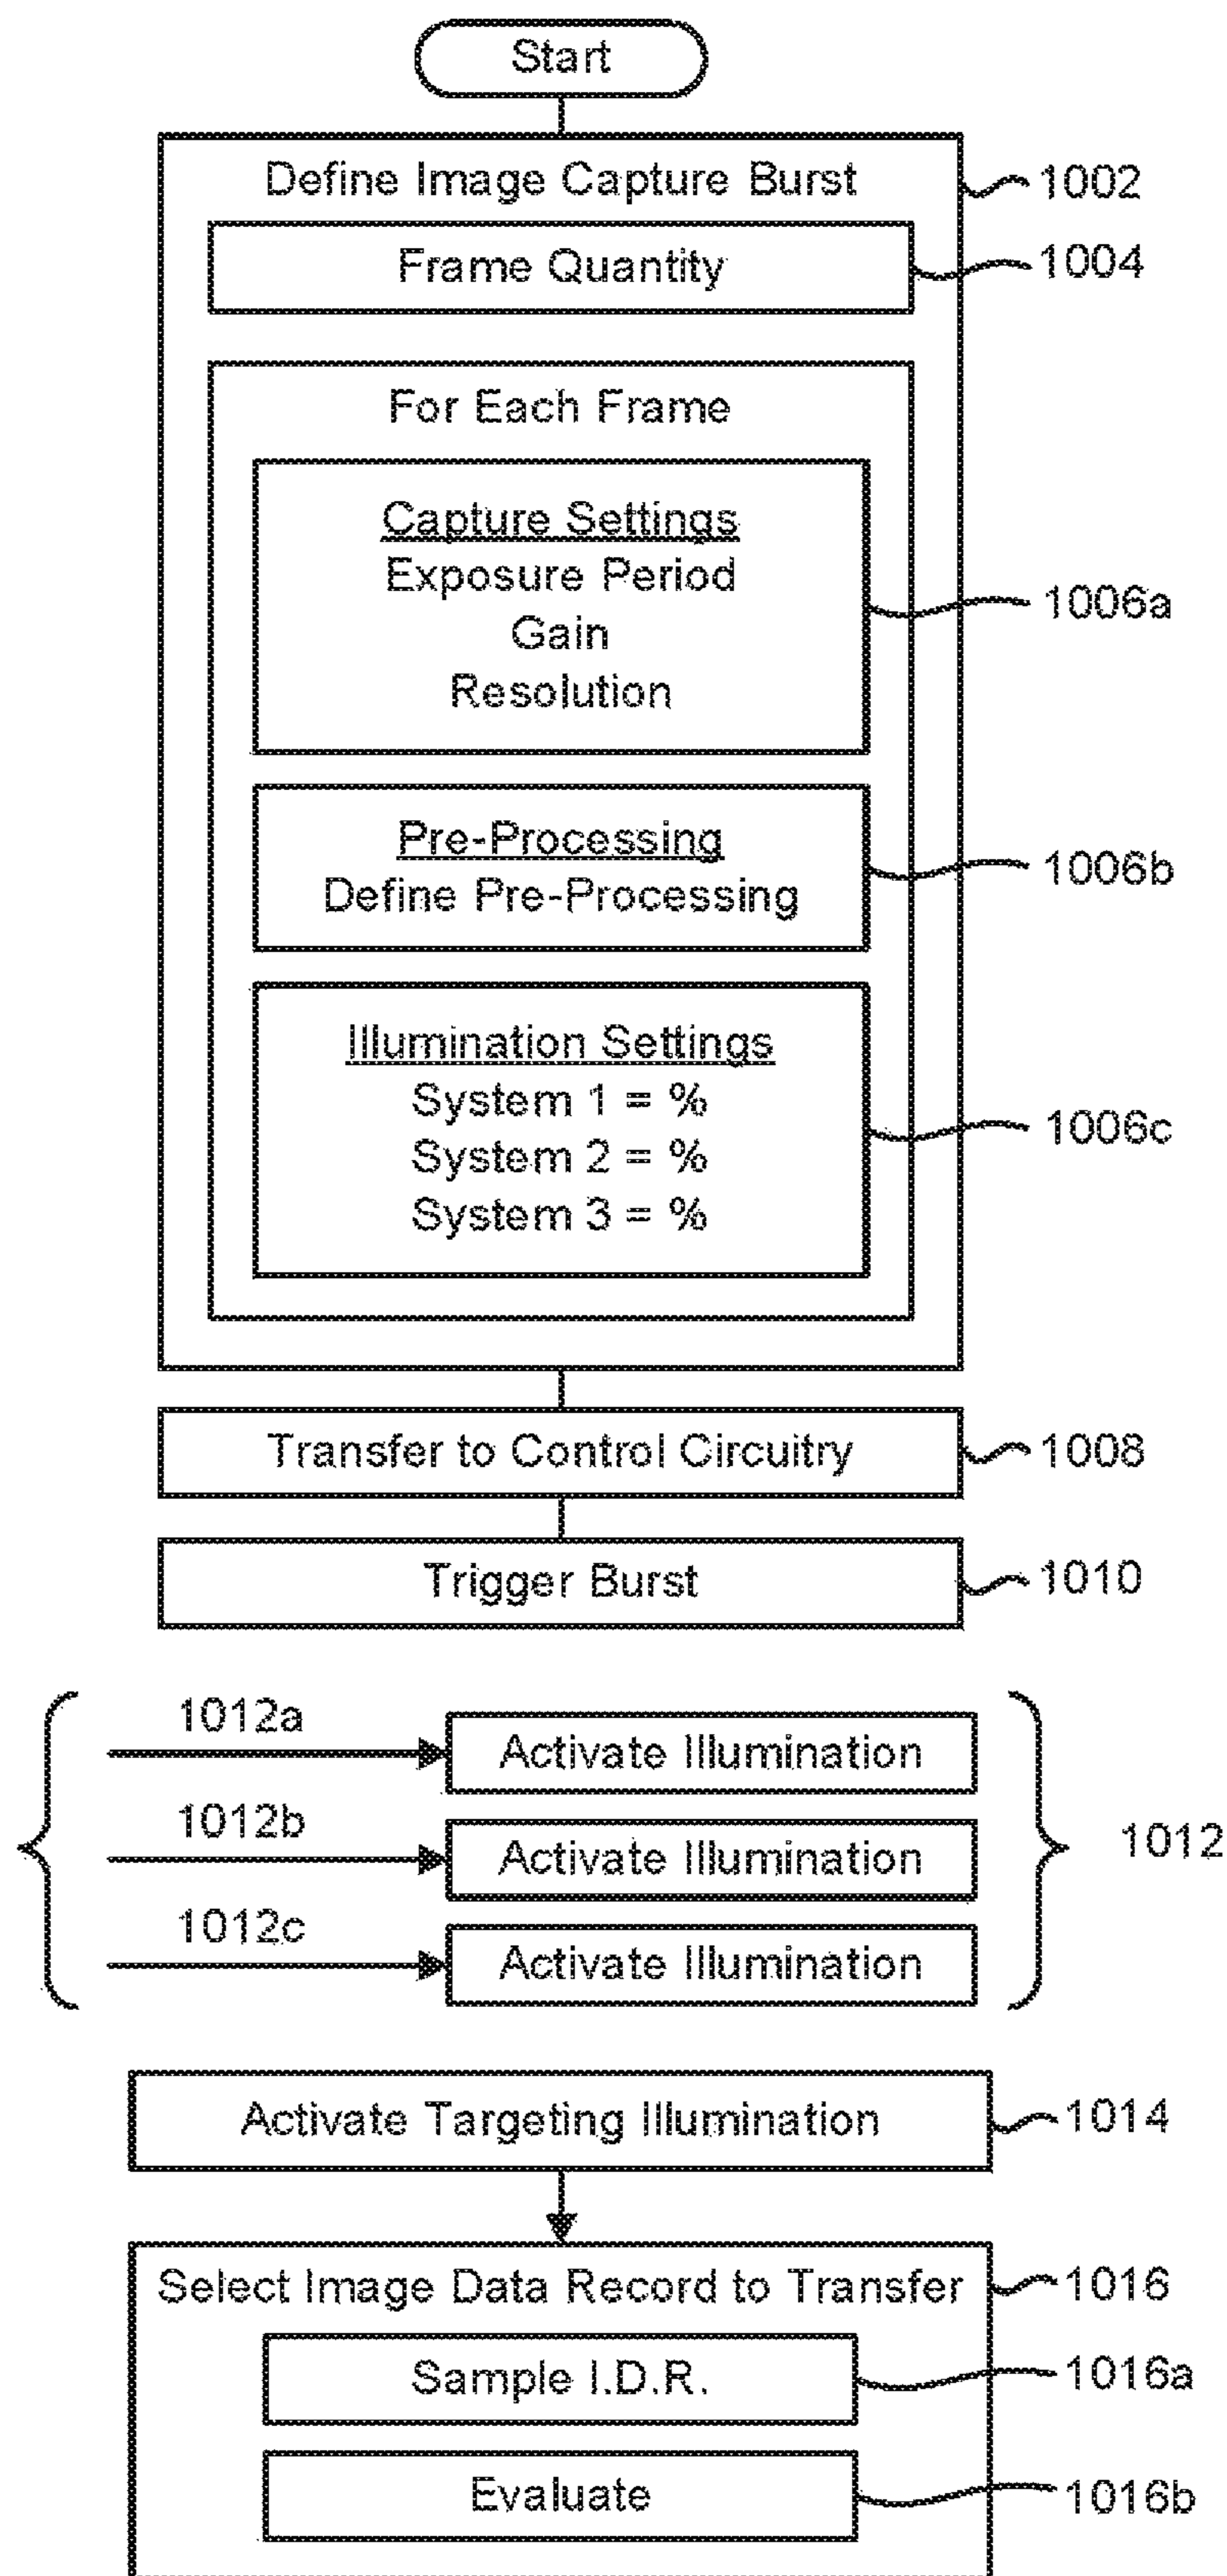 Start
Define Image Capture Burst
1002
Frame Quantity
1004
For Each Frame
Capture Settings
Exposure Period
Gain
Resolution
1006a
Pre-Processing
Define Pre-Processing
1006b
Illumination Settings
System 1 = %
System 2 = %
System 3 = %
1006c
Transfer to Control Circuitry
1008
Trigger Burst
1010
1012a
Activate Illumination
1012b
Activate Illumination
1012
1012c
Activate Illumination
Activate Targeting Illumination
1014
Select Image Data Record to Transfer
1016
Sample I.D.R.
1016a
Evaluate
1016b